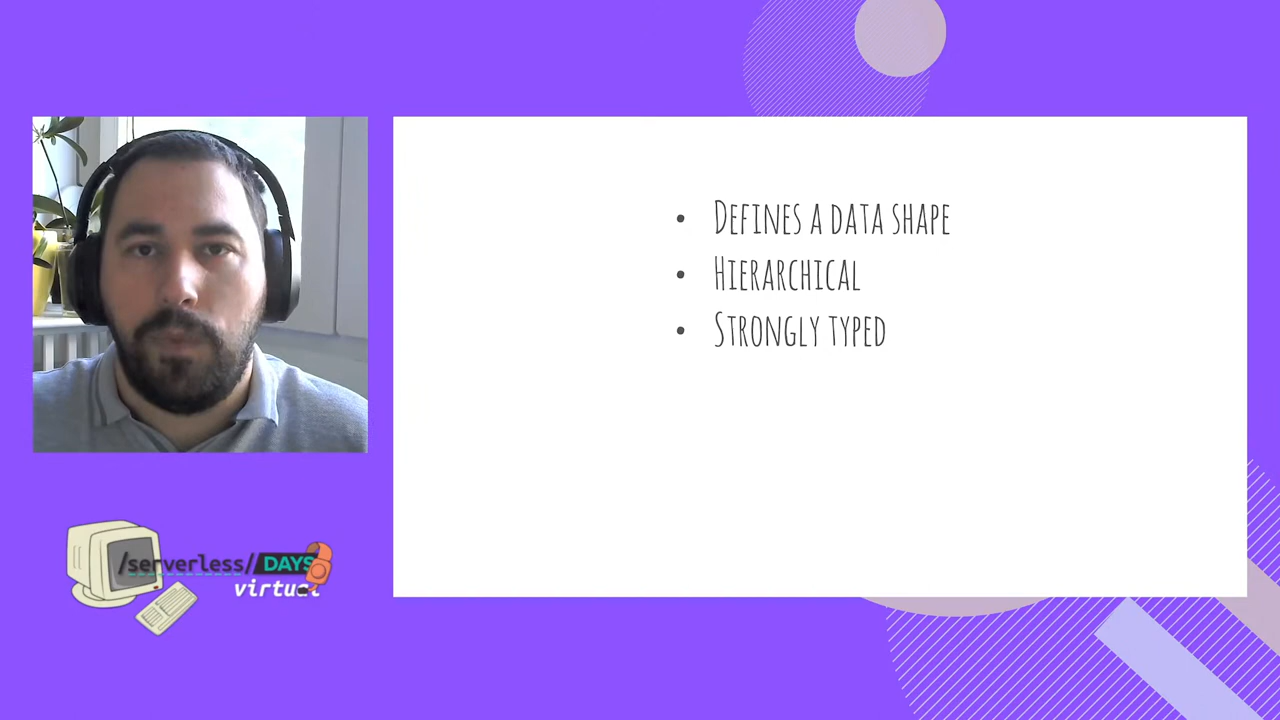 Defines a data shape
Hierarchical
Strongly typed
/serverless/DAYS
virtual